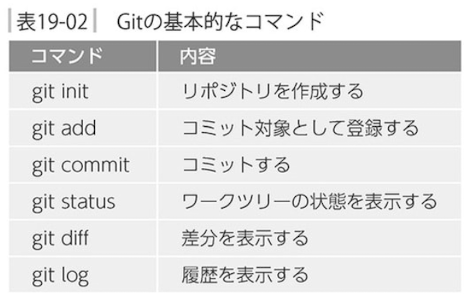 表19-02 Gitの基本的なコマンド
コマンド 内容
git init リポジトリを作成する
git add コミット対象として登録する
git commit コミットする
git status ワークツリーの状態を表示する
git diff 差分を表示する
git log 履歴を表示する